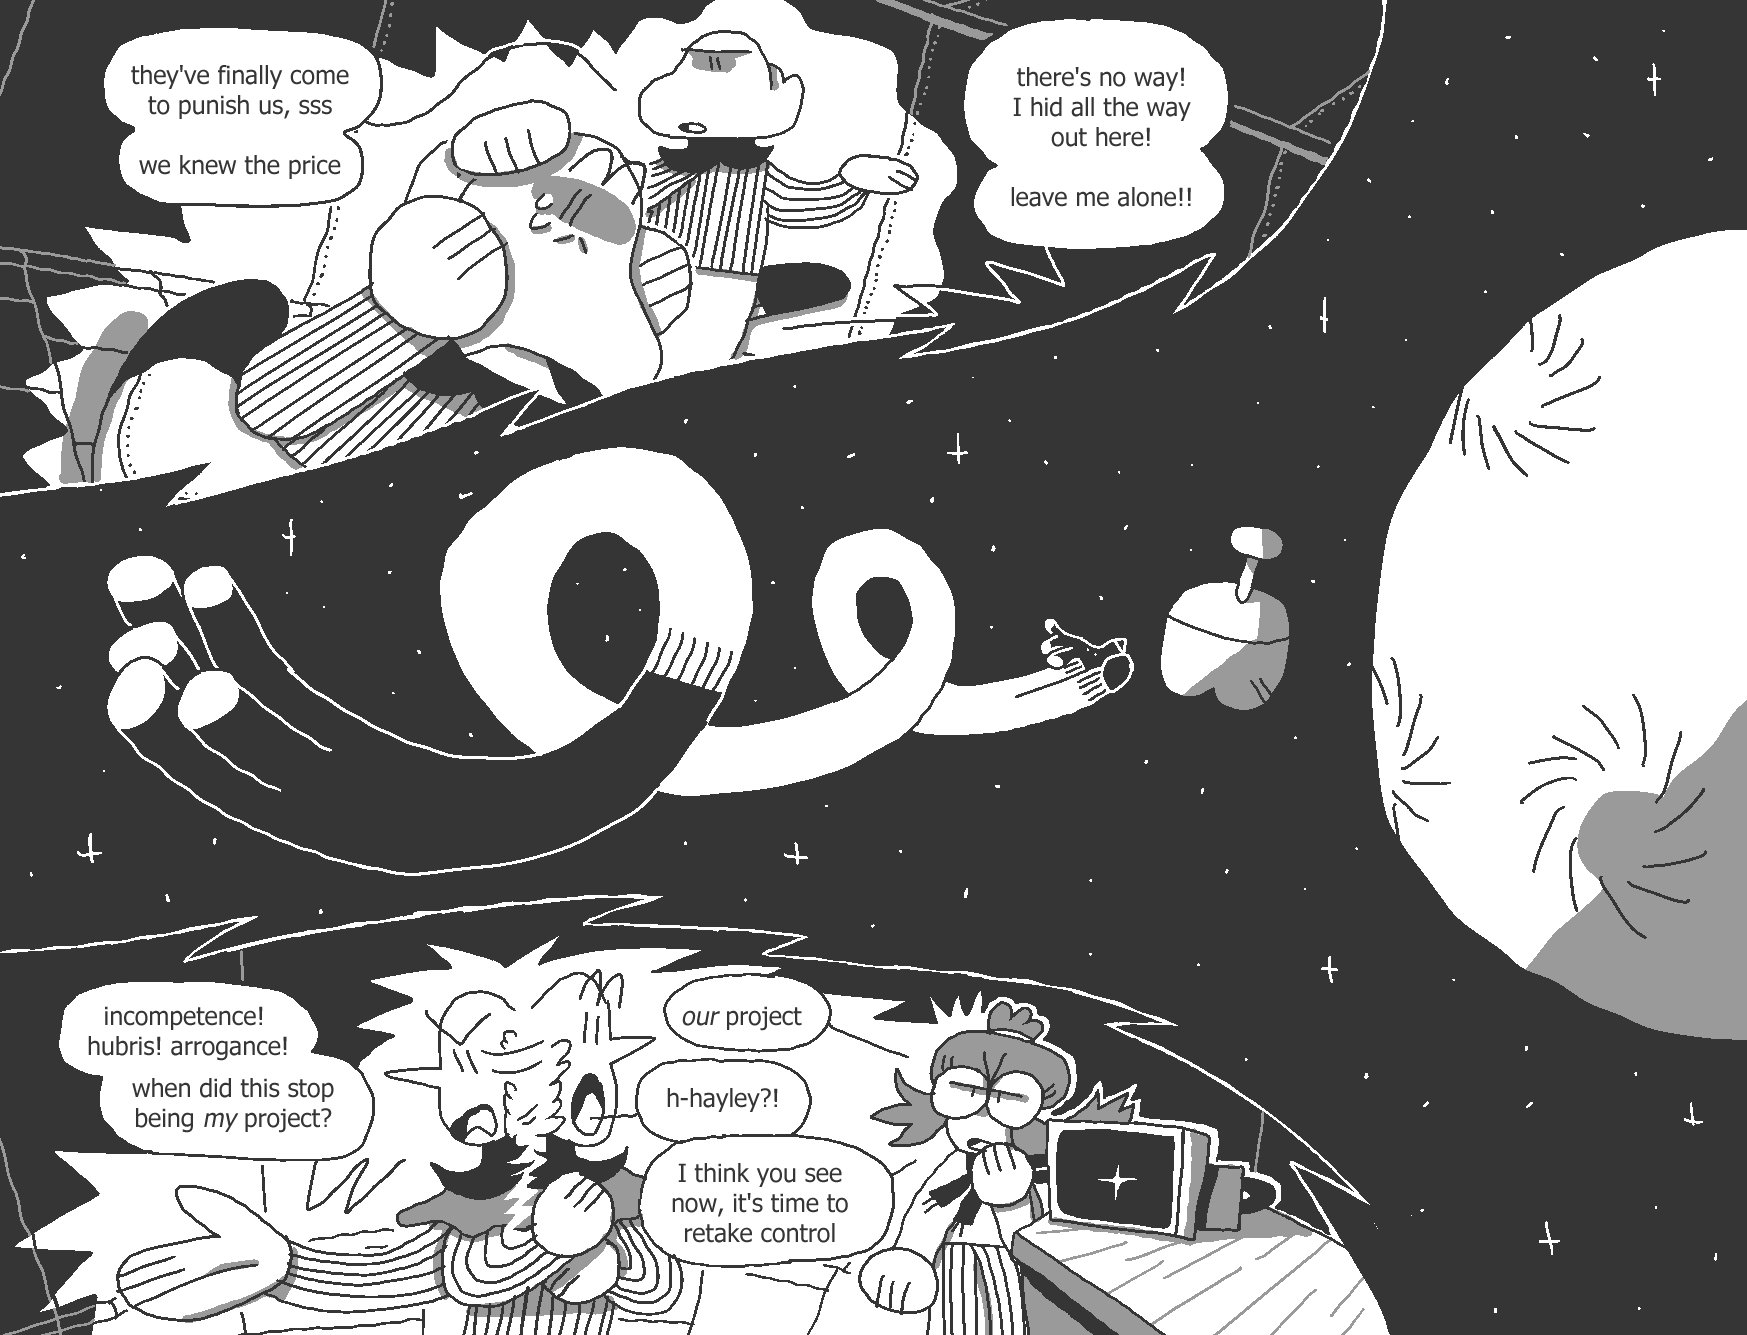 they've finally come
to punish us, sss
we knew the price
there's no way!
I hid all the way
out here!
leave me alone!!
incompetence!
hubris! arrogance!
when did this stop
being my project?
our project
h-hayley?!
I think you see
now, it's time to
retake control